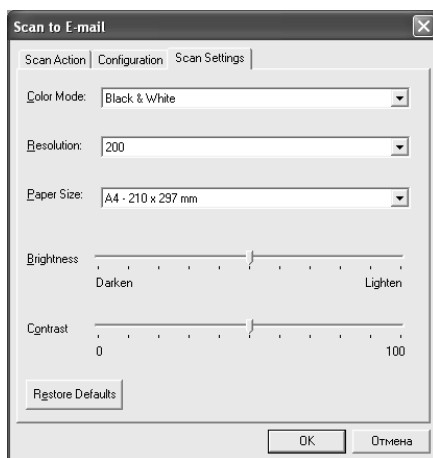 Scan to E-mail
Scan Action Configuration Scan Settings
Color Mode: Black & White
Resolution: 200
Paper Size: A4 - 210 x 297 mm
Brightness
Darken Lighten
Contrast
0 100
Restore Defaults
OK Отмена